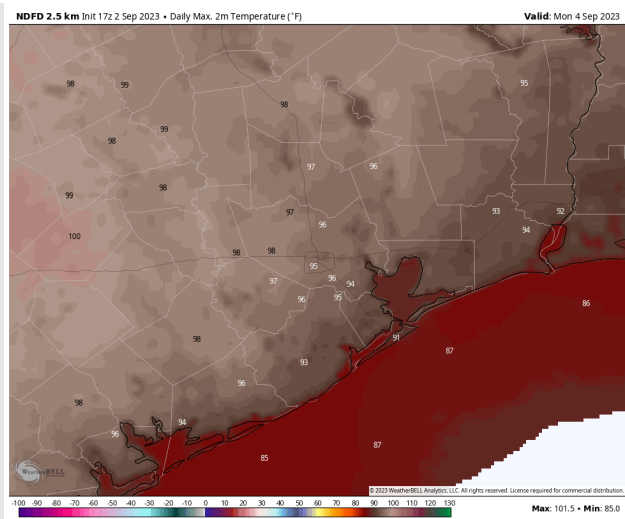 NDFD 2.5 km Init 17z 2 Sep 2023 • Daily Max. 2m Temperature (°F)
Valid: Mon 4 Sep 2023
98 99 98 95
98 99
97 96
99 98
97 93 92
100 96 94
98 98
95
97 96 94
96 95 86
98 91
93 87
96
98
94
96
87
85
WeatherBELL
© 2023 WeatherBELL Analytics, LLC. All rights reserved. License required for commercial distribution.
-100 -90 -80 -70 -60 -50 -40 -30 -20 -10 0 10 20 30 40 50 60 70 80 90 100 110 120 130
Max: 101.5 • Min: 85.0